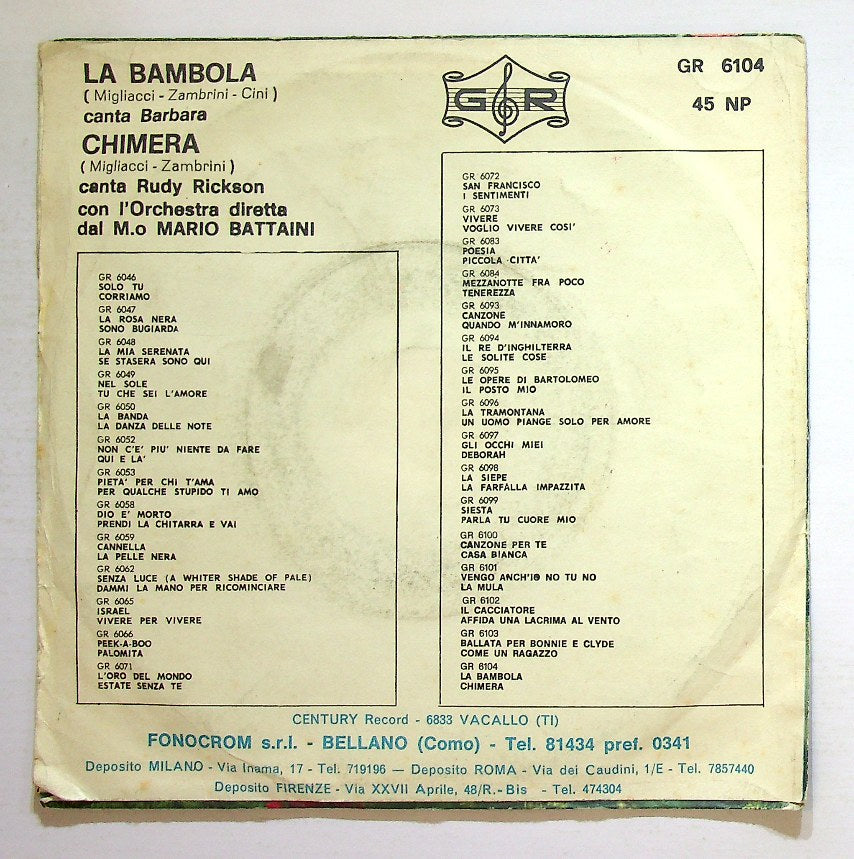 LA BAMBOLA
( Migliacci - Zambrini - Cini )
canta Barbara
CHIMERA
( Migliacci - Zambrini )
canta Rudy Rickson
con l'Orchestra diretta
dal M.o MARIO BATTAINI
GR
GR 6104
45 NP
GR 6046
SOLO TU
CORRIAMO
GR 6047
LA ROSA NERA
SONO BUGIARDA
GR 6048
LA MIA SERENATA
SE STASERA SONO QUI
GR 6049
NEL SOLE
TU CHE SEI L'AMORE
GR 6050
LA BANDA
LA DANZA DELLE NOTE
GR 6052
NON C'E' PIU' NIENTE DA FARE
QUI E LA'
GR 6053
PIETA' PER CHI T'AMA
PER QUALCHE STUPIDO TI AMO
GR 6058
DIO E' MORTO
PRENDI LA CHITARRA E VAI
GR 6059
CANNELLA
LA PELLE NERA
GR 6062
SENZA LUCE (A WHITER SHADE OF PALE)
DAMMI LA MANO PER RICOMINCIARE
GR 6065
ISRAEL
VIVERE PER VIVERE
GR 6066
PEEK-A-BOO
PALOMITA
GR 6071
L'ORO DEL MONDO
ESTATE SENZA TE
GR 6072
SAN FRANCISCO
I SENTIMENTI
GR 6073
VIVERE
VOGLIO VIVERE COSI'
GR 6083
POESIA
PICCOLA CITTA'
GR 6084
MEZZANOTTE FRA POCO
TENEREZZA
GR 6093
CANZONE
QUANDO M'INNAMORO
GR 6094
IL RE D'INGHILTERRA
LE SOLITE COSE
GR 6095
LE OPERE DI BARTOLOMEO
IL POSTO MIO
GR 6096
LA TRAMONTANA
UN UOMO PIANGE SOLO PER AMORE
GR 6097
GLI OCCHI MIEI
DEBORAH
GR 6098
LA SIEPE
LA FARFALLA IMPAZZITA
GR 6099
SIESTA
PARLA TU CUORE MIO
GR 6100
CANZONE PER TE
CASA BIANCA
GR 6101
VENGO ANCH'IO NO TU NO
LA MULA
GR 6102
IL CACCIATORE
AFFIDA UNA LACRIMA AL VENTO
GR 6103
BALLATA PER BONNIE E CLYDE
COME UN RAGAZZO
GR 6104
LA BAMBOLA
CHIMERA
CENTURY Record - 6833 VACALLO (TI)
FONOCROM s.r.l. - BELLANO (Como) - Tel. 81434 pref. 0341
Deposito MILANO - Via Inama, 17 - Tel. 719196 — Deposito ROMA - Via dei Caudini, 1/E - Tel. 7857440
Deposito FIRENZE - Via XXVII Aprile, 48/R.- Bis - Tel. 474304